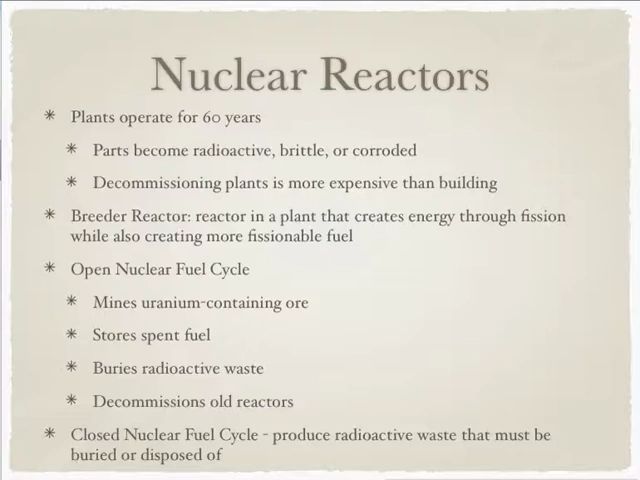 Nuclear Reactors
* Plants operate for 60 years
* Parts become radioactive, brittle, or corroded
* Decommissioning plants is more expensive than building
* Breeder Reactor: reactor in a plant that creates energy through fission
while also creating more fissionable fuel
* Open Nuclear Fuel Cycle
* Mines uranium-containing ore
* Stores spent fuel
* Buries radioactive waste
* Decommissions old reactors
* Closed Nuclear Fuel Cycle - produce radioactive waste that must be
buried or disposed of